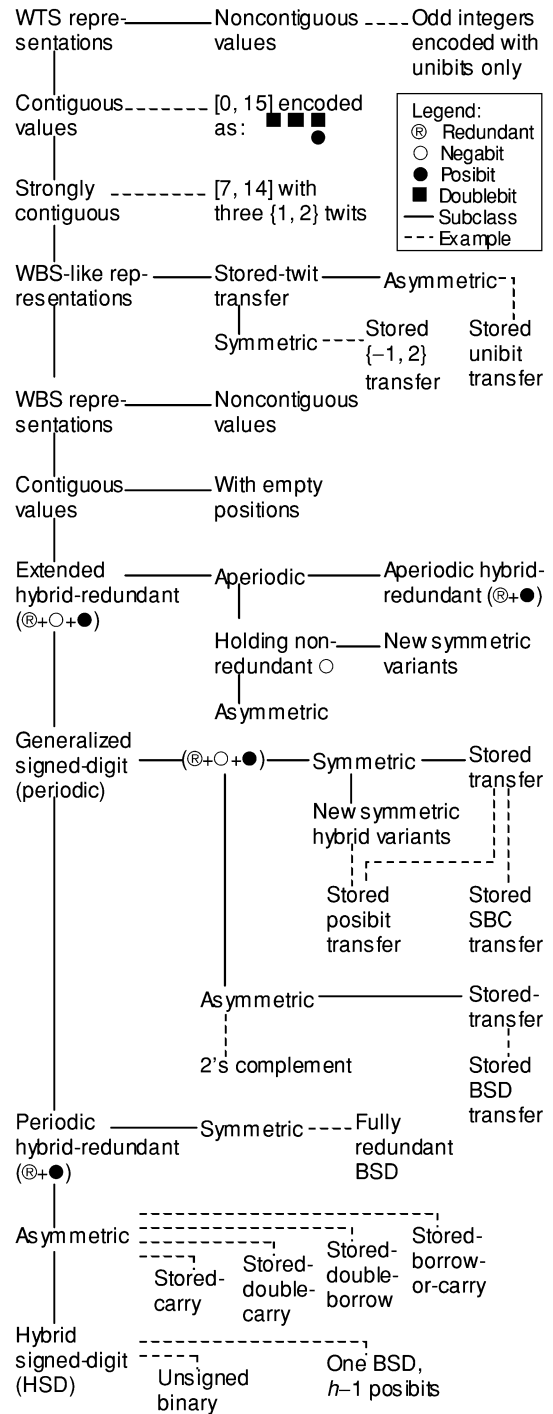 WTS repre-
sentations
Noncontiguous
values
Odd integers
encoded with
unibits only
Contiguous
values
[0, 15] encoded
as: ■ ■ ■
●
Legend:
Ⓡ Redundant
○ Negabit
● Posibit
■ Doublebit
Subclass
Example
Strongly
contiguous
[7, 14] with
three {1, 2} twits
WBS-like rep-
resentations
Stored-twit
transfer
Asymmetric
Symmetric
Stored
{−1, 2}
transfer
Stored
unibit
transfer
WBS repre-
sentations
Noncontiguous
values
Contiguous
values
With empty
positions
Extended
hybrid-redundant
(Ⓡ+○+●)
Aperiodic
Aperiodic hybrid-
redundant (Ⓡ+●)
Holding non-
redundant ○
New symmetric
variants
Asymmetric
Generalized
signed-digit
(periodic)
(Ⓡ+○+●)
Symmetric
Stored
transfer
New symmetric
hybrid variants
Stored
posibit
transfer
Stored
SBC
transfer
Asymmetric
Stored-
transfer
2's complement
Stored
BSD
transfer
Periodic
hybrid-redundant
(Ⓡ+●)
Symmetric
Fully
redundant
BSD
Asymmetric
Stored-
carry
Stored-
double-
carry
Stored-
double-
borrow
Stored-
borrow-
or-carry
Hybrid
signed-digit
(HSD)
Unsigned
binary
One BSD,
h−1 posibits